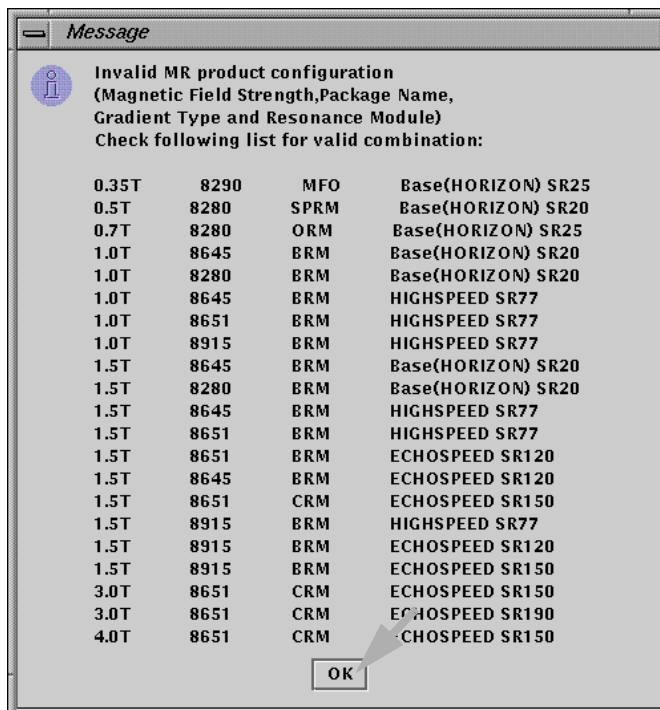 Message
Invalid MR product configuration
(Magnetic Field Strength,Package Name,
Gradient Type and Resonance Module)
Check following list for valid combination:
0.35T 8290 MFO Base(HORIZON) SR25
0.5T 8280 SPRM Base(HORIZON) SR20
0.7T 8280 ORM Base(HORIZON) SR25
1.0T 8645 BRM Base(HORIZON) SR20
1.0T 8280 BRM Base(HORIZON) SR20
1.0T 8645 BRM HIGHSPEED SR77
1.0T 8651 BRM HIGHSPEED SR77
1.0T 8915 BRM HIGHSPEED SR77
1.5T 8645 BRM Base(HORIZON) SR20
1.5T 8280 BRM Base(HORIZON) SR20
1.5T 8645 BRM HIGHSPEED SR77
1.5T 8651 BRM HIGHSPEED SR77
1.5T 8651 BRM ECHOSPEED SR120
1.5T 8645 BRM ECHOSPEED SR120
1.5T 8651 CRM ECHOSPEED SR150
1.5T 8915 BRM HIGHSPEED SR77
1.5T 8915 BRM ECHOSPEED SR120
1.5T 8915 BRM ECHOSPEED SR150
3.0T 8651 CRM ECHOSPEED SR150
3.0T 8651 CRM ECHOSPEED SR190
4.0T 8651 CRM ECHOSPEED SR150
OK